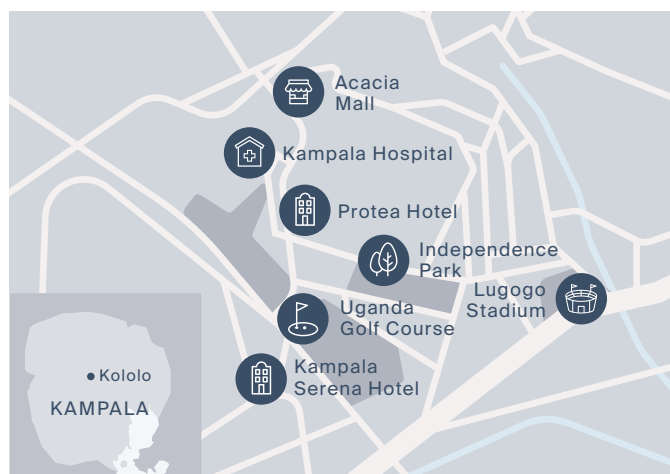 Acacia
Mall
Kampala Hospital
Protea Hotel
Independence
Park
Lugogo
Stadium
Uganda
Golf Course
Kampala
Serena Hotel
Kololo
KAMPALA